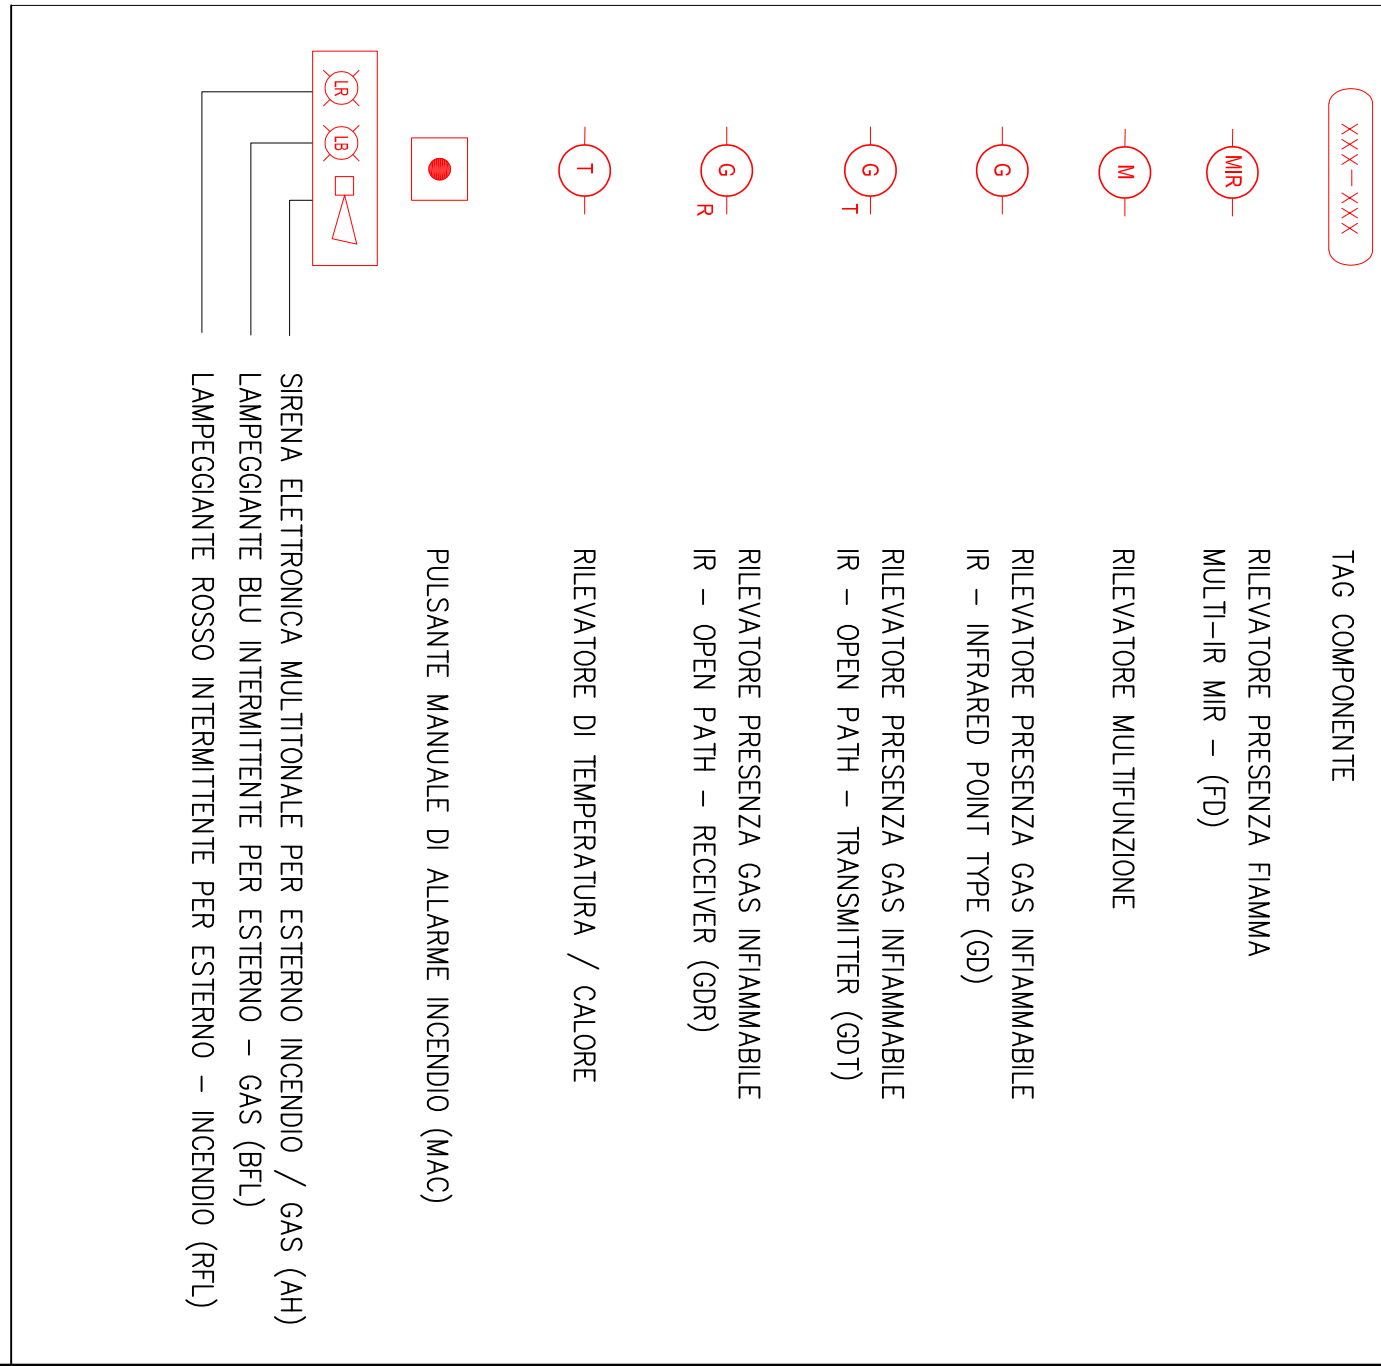 XXX-XXX
TAG COMPONENTE
MIR
RILEVATORE PRESENZA FIAMMA
MULTI-IR MIR - (FD)
M
RILEVATORE MULTIFUNZIONE
G
RILEVATORE PRESENZA GAS INFIAMMABILE
IR - INFRARED POINT TYPE (GD)
G
T
RILEVATORE PRESENZA GAS INFIAMMABILE
IR - OPEN PATH - TRANSMITTER (GDT)
G
R
RILEVATORE PRESENZA GAS INFIAMMABILE
IR - OPEN PATH - RECEIVER (GDR)
T
RILEVATORE DI TEMPERATURA / CALORE
PULSANTE MANUALE DI ALLARME INCENDIO (MAC)
LR
LB
SIRENA ELETTRONICA MULTITONALE PER ESTERNO INCENDIO / GAS (AH)
LAMPEGGIANTE BLU INTERMITTENTE PER ESTERNO - GAS (BFL)
LAMPEGGIANTE ROSSO INTERMITTENTE PER ESTERNO - INCENDIO (RFL)